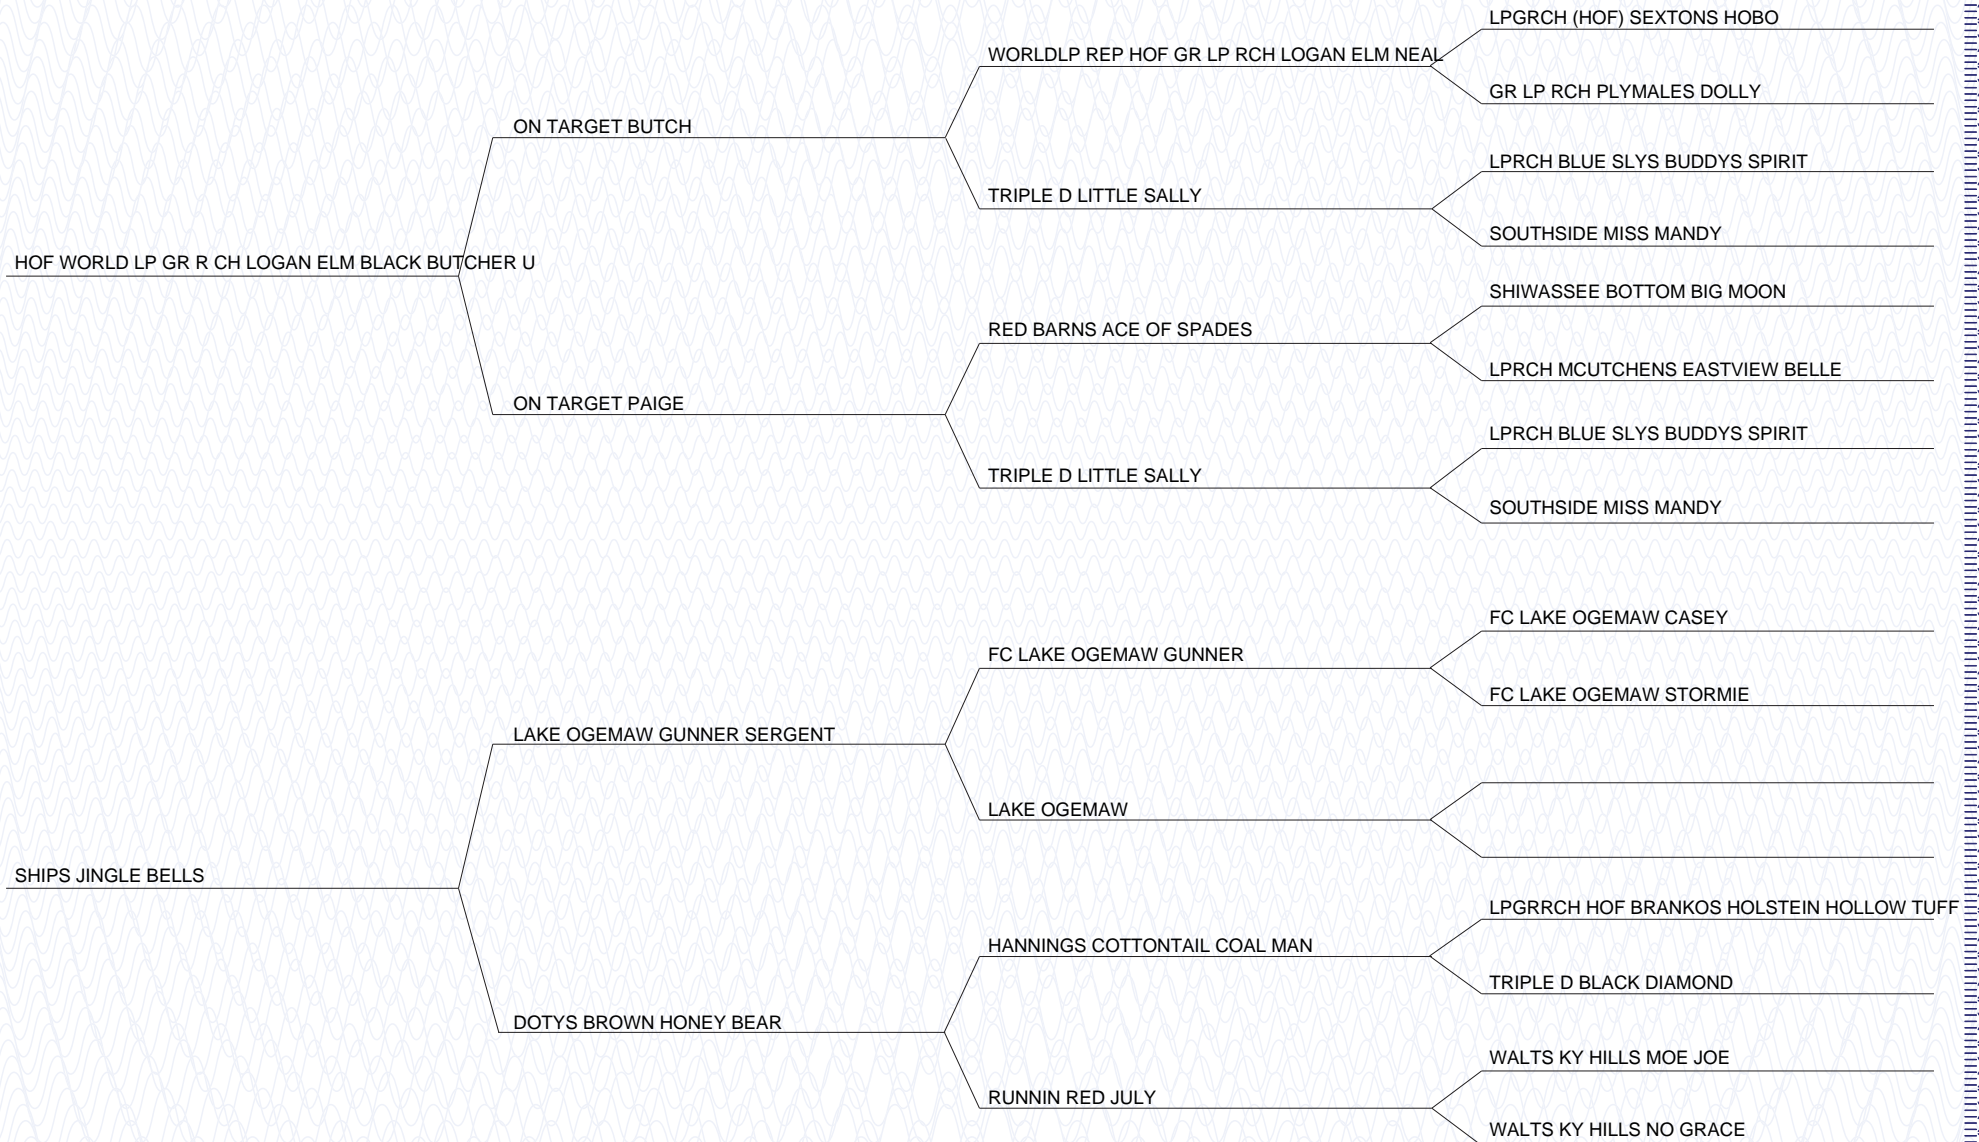 LPGRCH (HOF) SEXTONS HOBO
WORLDLP REP HOF GR LP RCH LOGAN ELM NEAL
GR LP RCH PLYMALES DOLLY
ON TARGET BUTCH
LPRCH BLUE SLYS BUDDYS SPIRIT
TRIPLE D LITTLE SALLY
SOUTHSIDE MISS MANDY
HOF WORLD LP GR R CH LOGAN ELM BLACK BUTCHER U
SHIWASSEE BOTTOM BIG MOON
RED BARNS ACE OF SPADES
LPRCH MCUTCHENS EASTVIEW BELLE
ON TARGET PAIGE
LPRCH BLUE SLYS BUDDYS SPIRIT
TRIPLE D LITTLE SALLY
SOUTHSIDE MISS MANDY
FC LAKE OGEMAW CASEY
FC LAKE OGEMAW GUNNER
FC LAKE OGEMAW STORMIE
LAKE OGEMAW GUNNER SERGENT
LAKE OGEMAW
SHIPS JINGLE BELLS
LPGRRCH HOF BRANKOS HOLSTEIN HOLLOW TUFF
HANNINGS COTTONTAIL COAL MAN
TRIPLE D BLACK DIAMOND
DOTYS BROWN HONEY BEAR
WALTS KY HILLS MOE JOE
RUNNIN RED JULY
WALTS KY HILLS NO GRACE